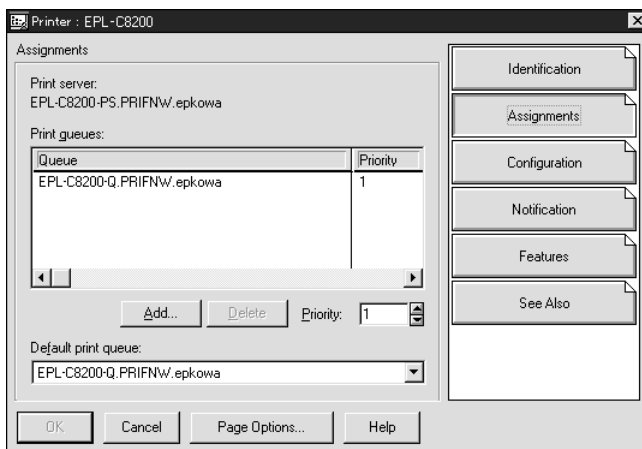 Printer : EPL-C8200
Assignments
Print server:
EPL-C8200-PS.PRIFNW.epkowa
Print queues:
Queue Priority
EPL-C8200-Q.PRIFNW.epkowa 1
Add... Delete Priority: 1
Default print queue:
EPL-C8200-Q.PRIFNW.epkowa
OK Cancel Page Options... Help
Identification
Assignments
Configuration
Notification
Features
See Also